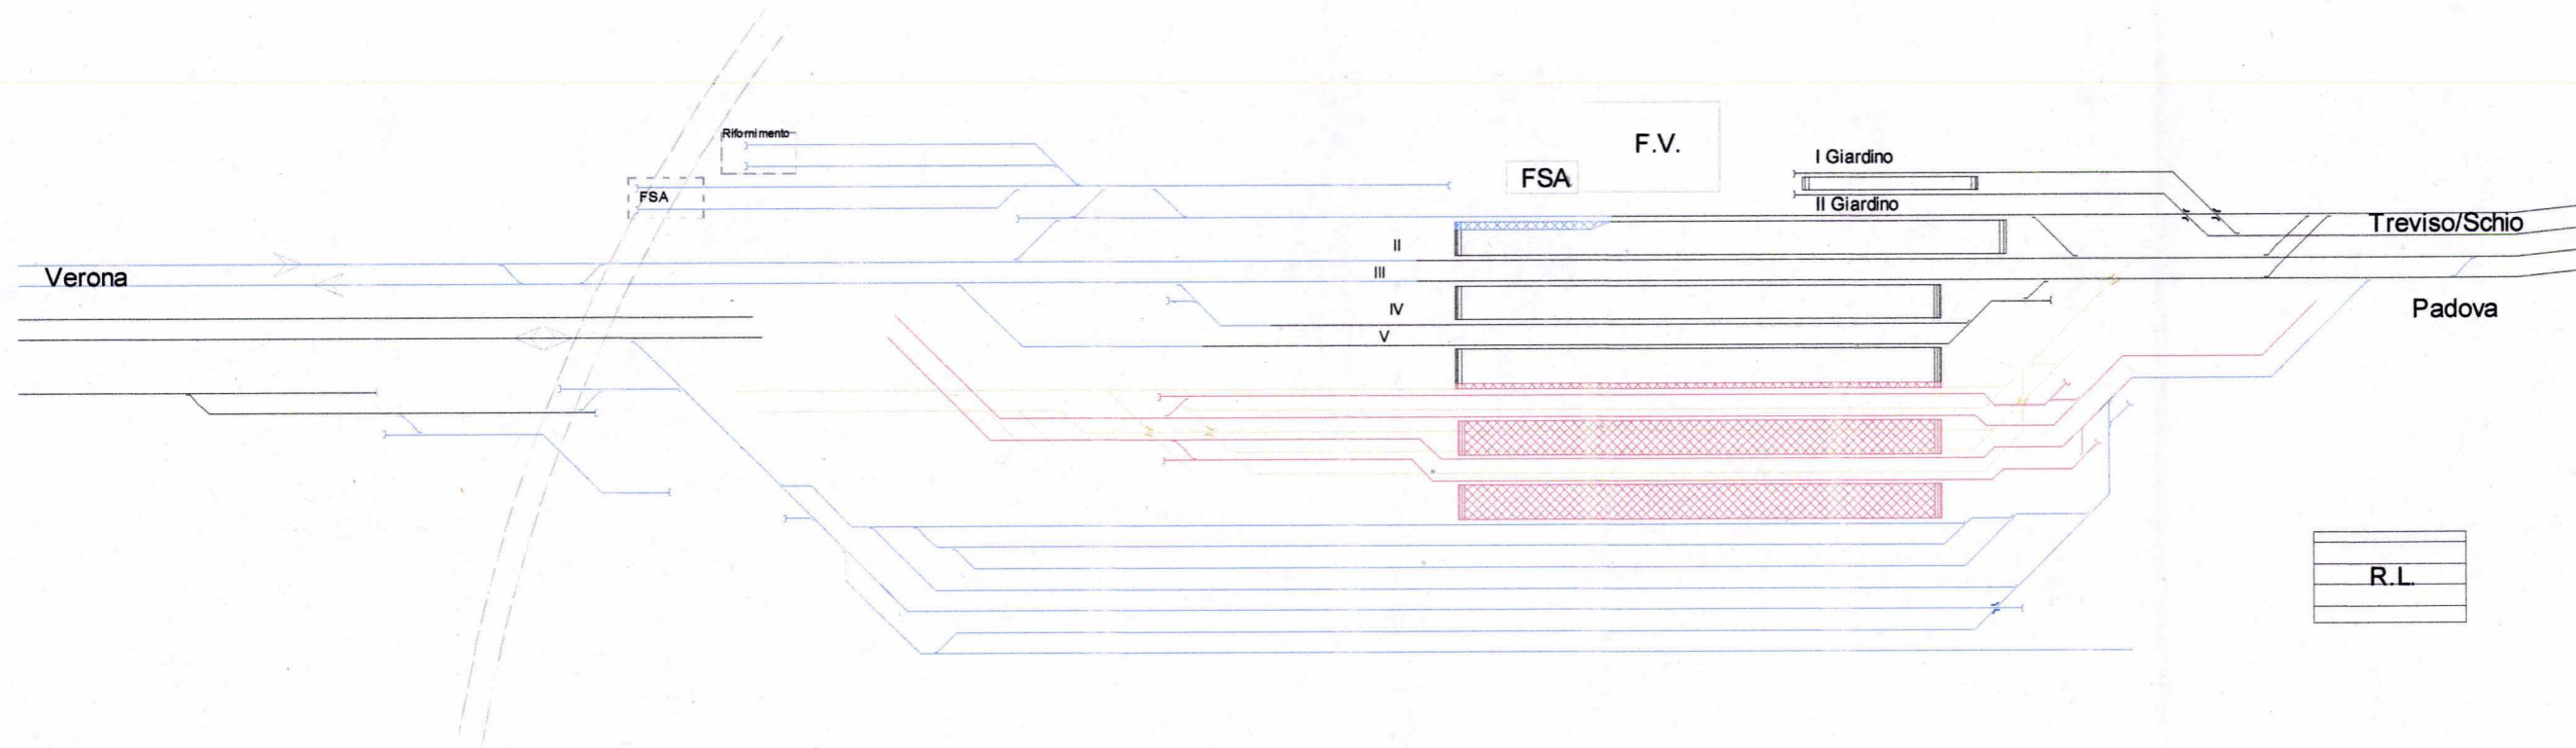 Rifornimento
F.V.
I Giardino
FSA
FSA
II Giardino
Treviso/Schio
II
Verona
III
IV
Padova
V
R.L.